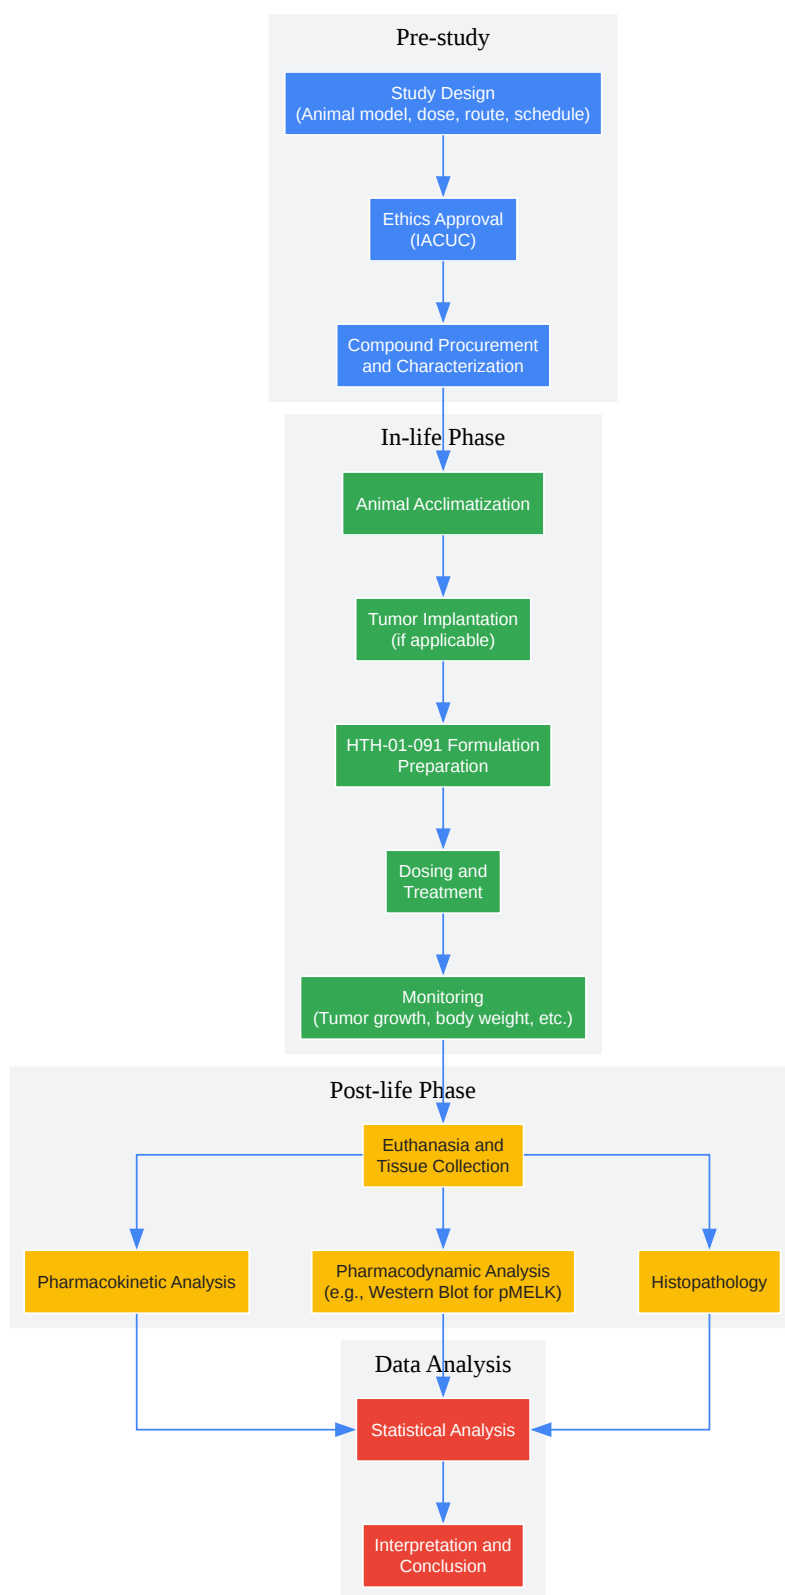 Pre-study
Study Design
(Animal model, dose, route, schedule)
Ethics Approval
(IACUC)
Compound Procurement
and Characterization
In-life Phase
Animal Acclimatization
Tumor Implantation
(if applicable)
HTH-01-091 Formulation
Preparation
Dosing and
Treatment
Monitoring
(Tumor growth, body weight, etc.)
Post-life Phase
Euthanasia and
Tissue Collection
Pharmacokinetic Analysis
Pharmacodynamic Analysis
(e.g., Western Blot for pMELK)
Histopathology
Data Analysis
Statistical Analysis
Interpretation and
Conclusion